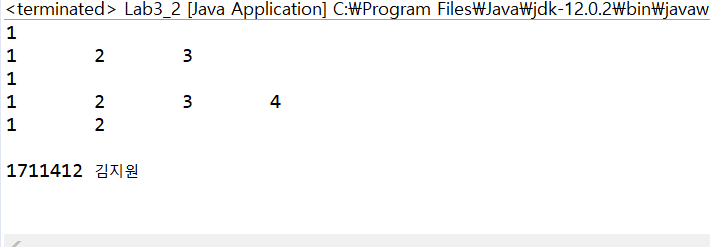 <terminated> Lab3_2 [Java Application] C:₩Program Files₩Java₩jdk-12.0.2₩bin₩javaw
1
1 2 3
1
1 2 3 4
1 2
1711412 김지원